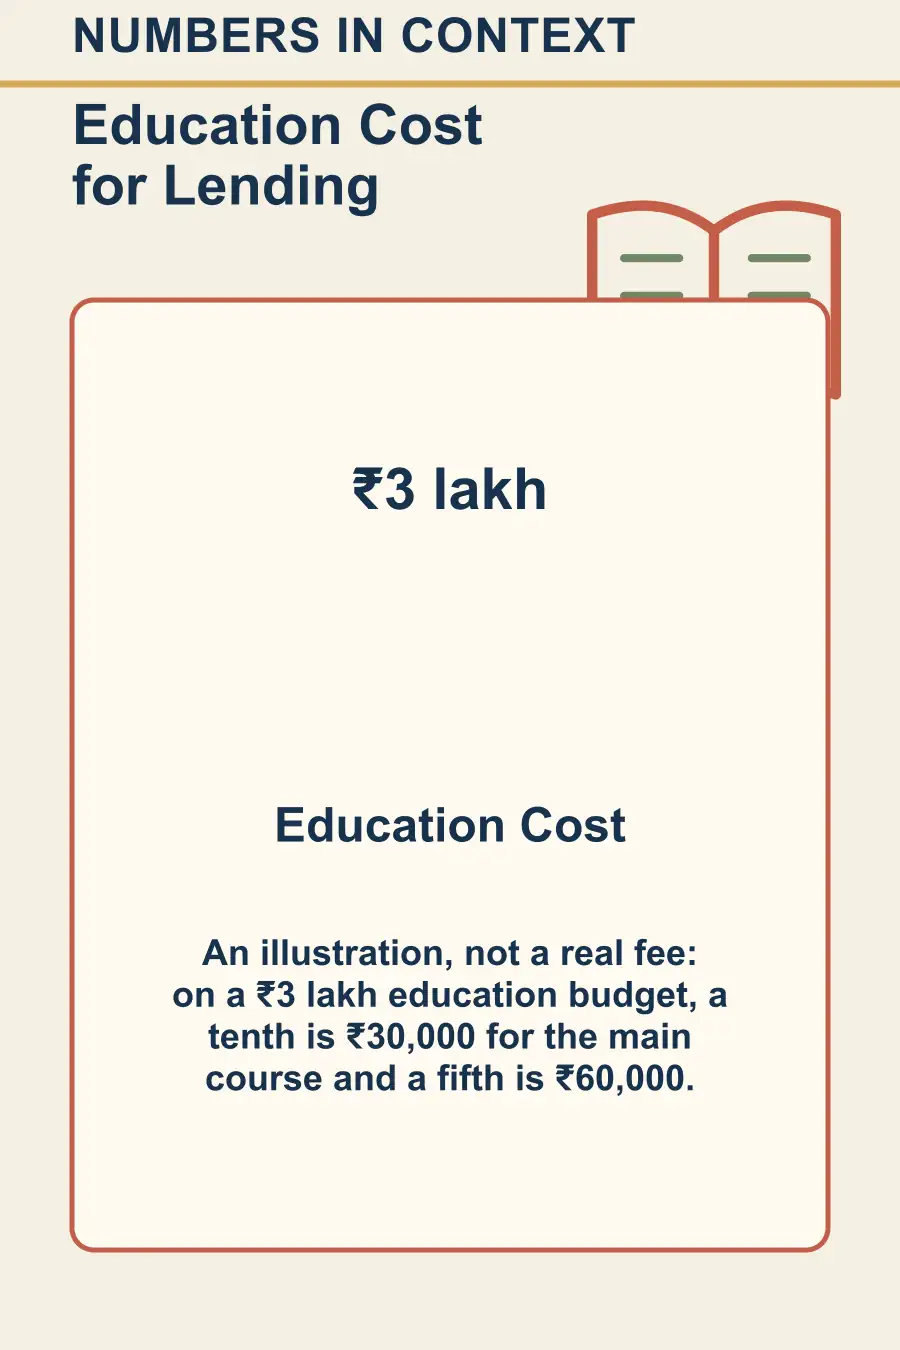 NUMBERS IN CONTEXT
Education Cost
for Lending
₹3 lakh
Education Cost
An illustration, not a real fee:
on a ₹3 lakh education budget, a
tenth is ₹30,000 for the main
course and a fifth is ₹60,000.